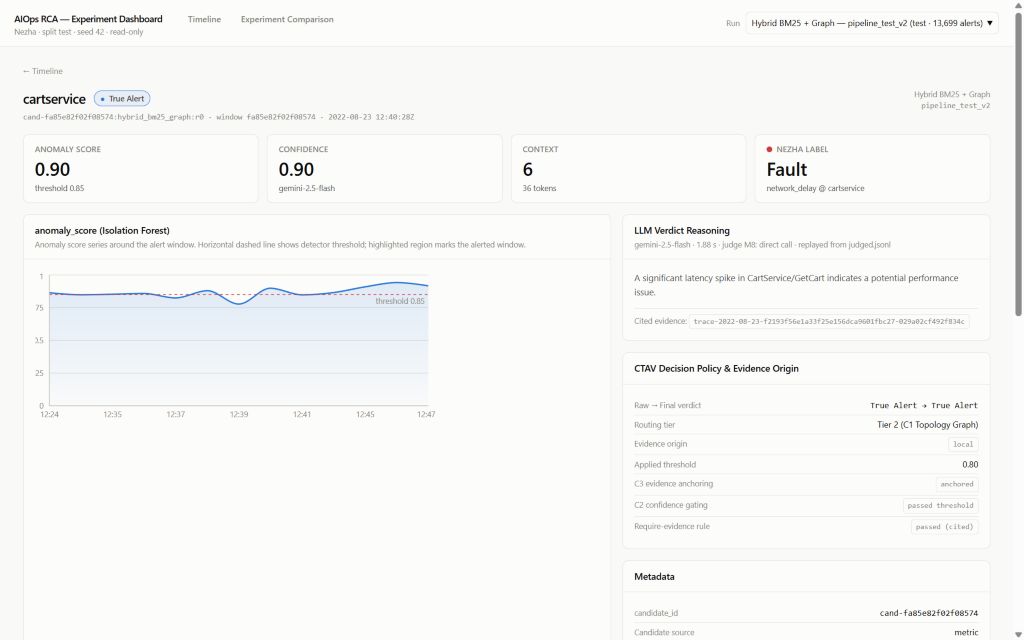 AIOps RCA — Experiment Dashboard
Nezha · split test · seed 42 · read-only
Timeline
Experiment Comparison
Run
Hybrid BM25 + Graph — pipeline_test_v2 (test · 13,699 alerts) ▼
← Timeline
cartservice
• True Alert
cand-fa85e82f02f08574:hybrid_bm25_graph:r0 · window fa85e82f02f08574 · 2022-08-23 12:40:28Z
Hybrid BM25 + Graph
pipeline_test_v2
ANOMALY SCORE
0.90
threshold 0.85
CONFIDENCE
0.90
gemini-2.5-flash
CONTEXT
6
36 tokens
NEZHA LABEL
Fault
network_delay @ cartservice
anomaly_score (Isolation Forest)
Anomaly score series around the alert window. Horizontal dashed line shows detector threshold; highlighted region marks the alerted window.
1
75
0.5
25
0
threshold 0.85
12:24
12:35
12:37
12:39
12:41
12:45
12:47
LLM Verdict Reasoning
gemini-2.5-flash · 1.88 s · judge M8: direct call · replayed from judged.jsonl
A significant latency spike in CartService/GetCart indicates a potential performance
issue.
Cited evidence: trace-2022-08-23-f2193f56e1a33f25e156dca9601fbc27-029a02cf492f834c
CTAV Decision Policy & Evidence Origin
Raw → Final verdict
True Alert → True Alert
Routing tier
Tier 2 (C1 Topology Graph)
Evidence origin
local
Applied threshold
0.80
C3 evidence anchoring
anchored
C2 confidence gating
passed threshold
Require-evidence rule
passed (cited)
Metadata
candidate_id
cand-fa85e82f02f08574
Candidate source
metric